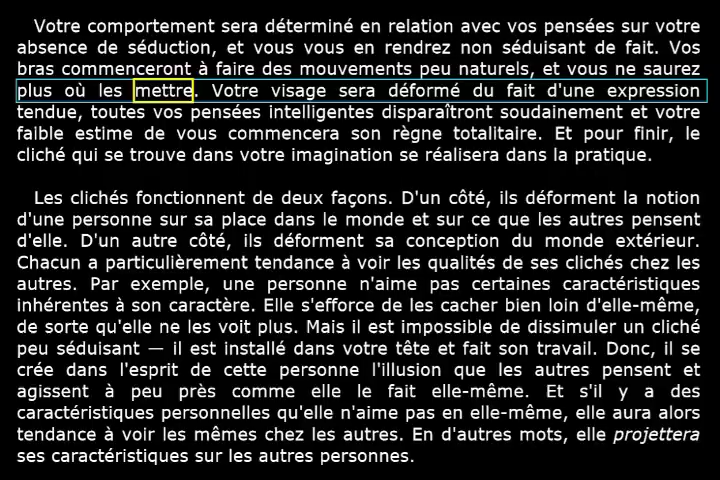 Votre comportement sera déterminé en relation avec vos pensées sur votre
absence de séduction, et vous vous en rendrez non séduisant de fait. Vos
bras commenceront à faire des mouvements peu naturels, et vous ne saurez
plus où les mettre. Votre visage sera déformé du fait d'une expression
tendue, toutes vos pensées intelligentes disparaîtront soudainement et votre
faible estime de vous commencera son règne totalitaire. Et pour finir, le
cliché qui se trouve dans votre imagination se réalisera dans la pratique.
Les clichés fonctionnent de deux façons. D'un côté, ils déforment la notion
d'une personne sur sa place dans le monde et sur ce que les autres pensent
d'elle. D'un autre côté, ils déforment sa conception du monde extérieur.
Chacun a particulièrement tendance à voir les qualités de ses clichés chez les
autres. Par exemple, une personne n'aime pas certaines caractéristiques
inhérentes à son caractère. Elle s'efforce de les cacher bien loin d'elle-même,
de sorte qu'elle ne les voit plus. Mais il est impossible de dissimuler un cliché
peu séduisant — il est installé dans votre tête et fait son travail. Donc, il se
crée dans l'esprit de cette personne l'illusion que les autres pensent et
agissent à peu près comme elle le fait elle-même. Et s'il y a des
caractéristiques personnelles qu'elle n'aime pas en elle-même, elle aura alors
tendance à voir les mêmes chez les autres. En d'autres mots, elle projettera
ses caractéristiques sur les autres personnes.